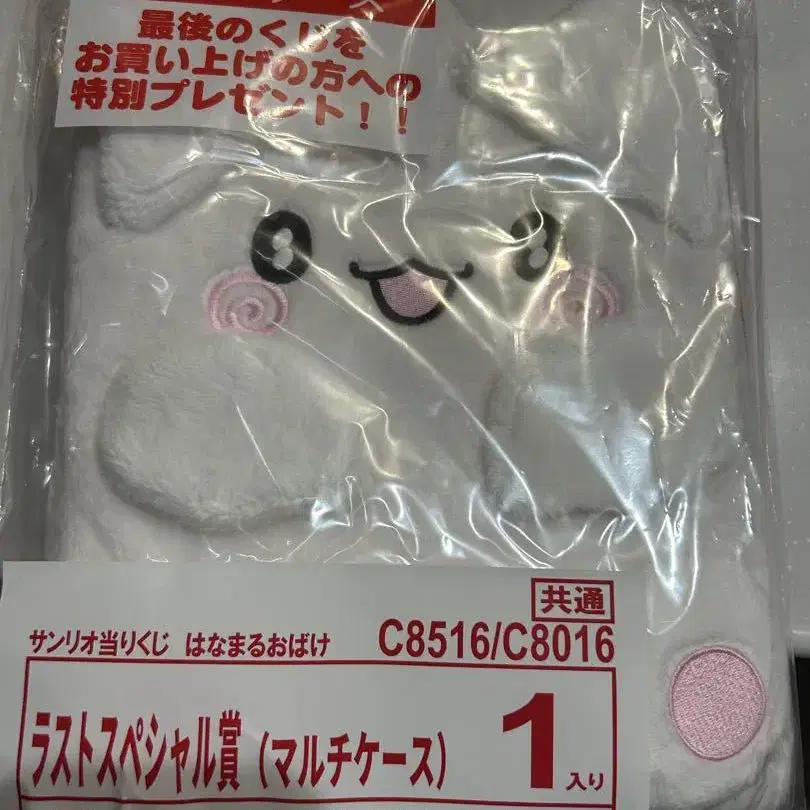 最後のくじを
お買い上げの方への
特別プレゼント！！
共通
サンリオ当りくじ はなまるおばけ C8516/C8016
ラストスペシャル賞（マルチケース） 1入り